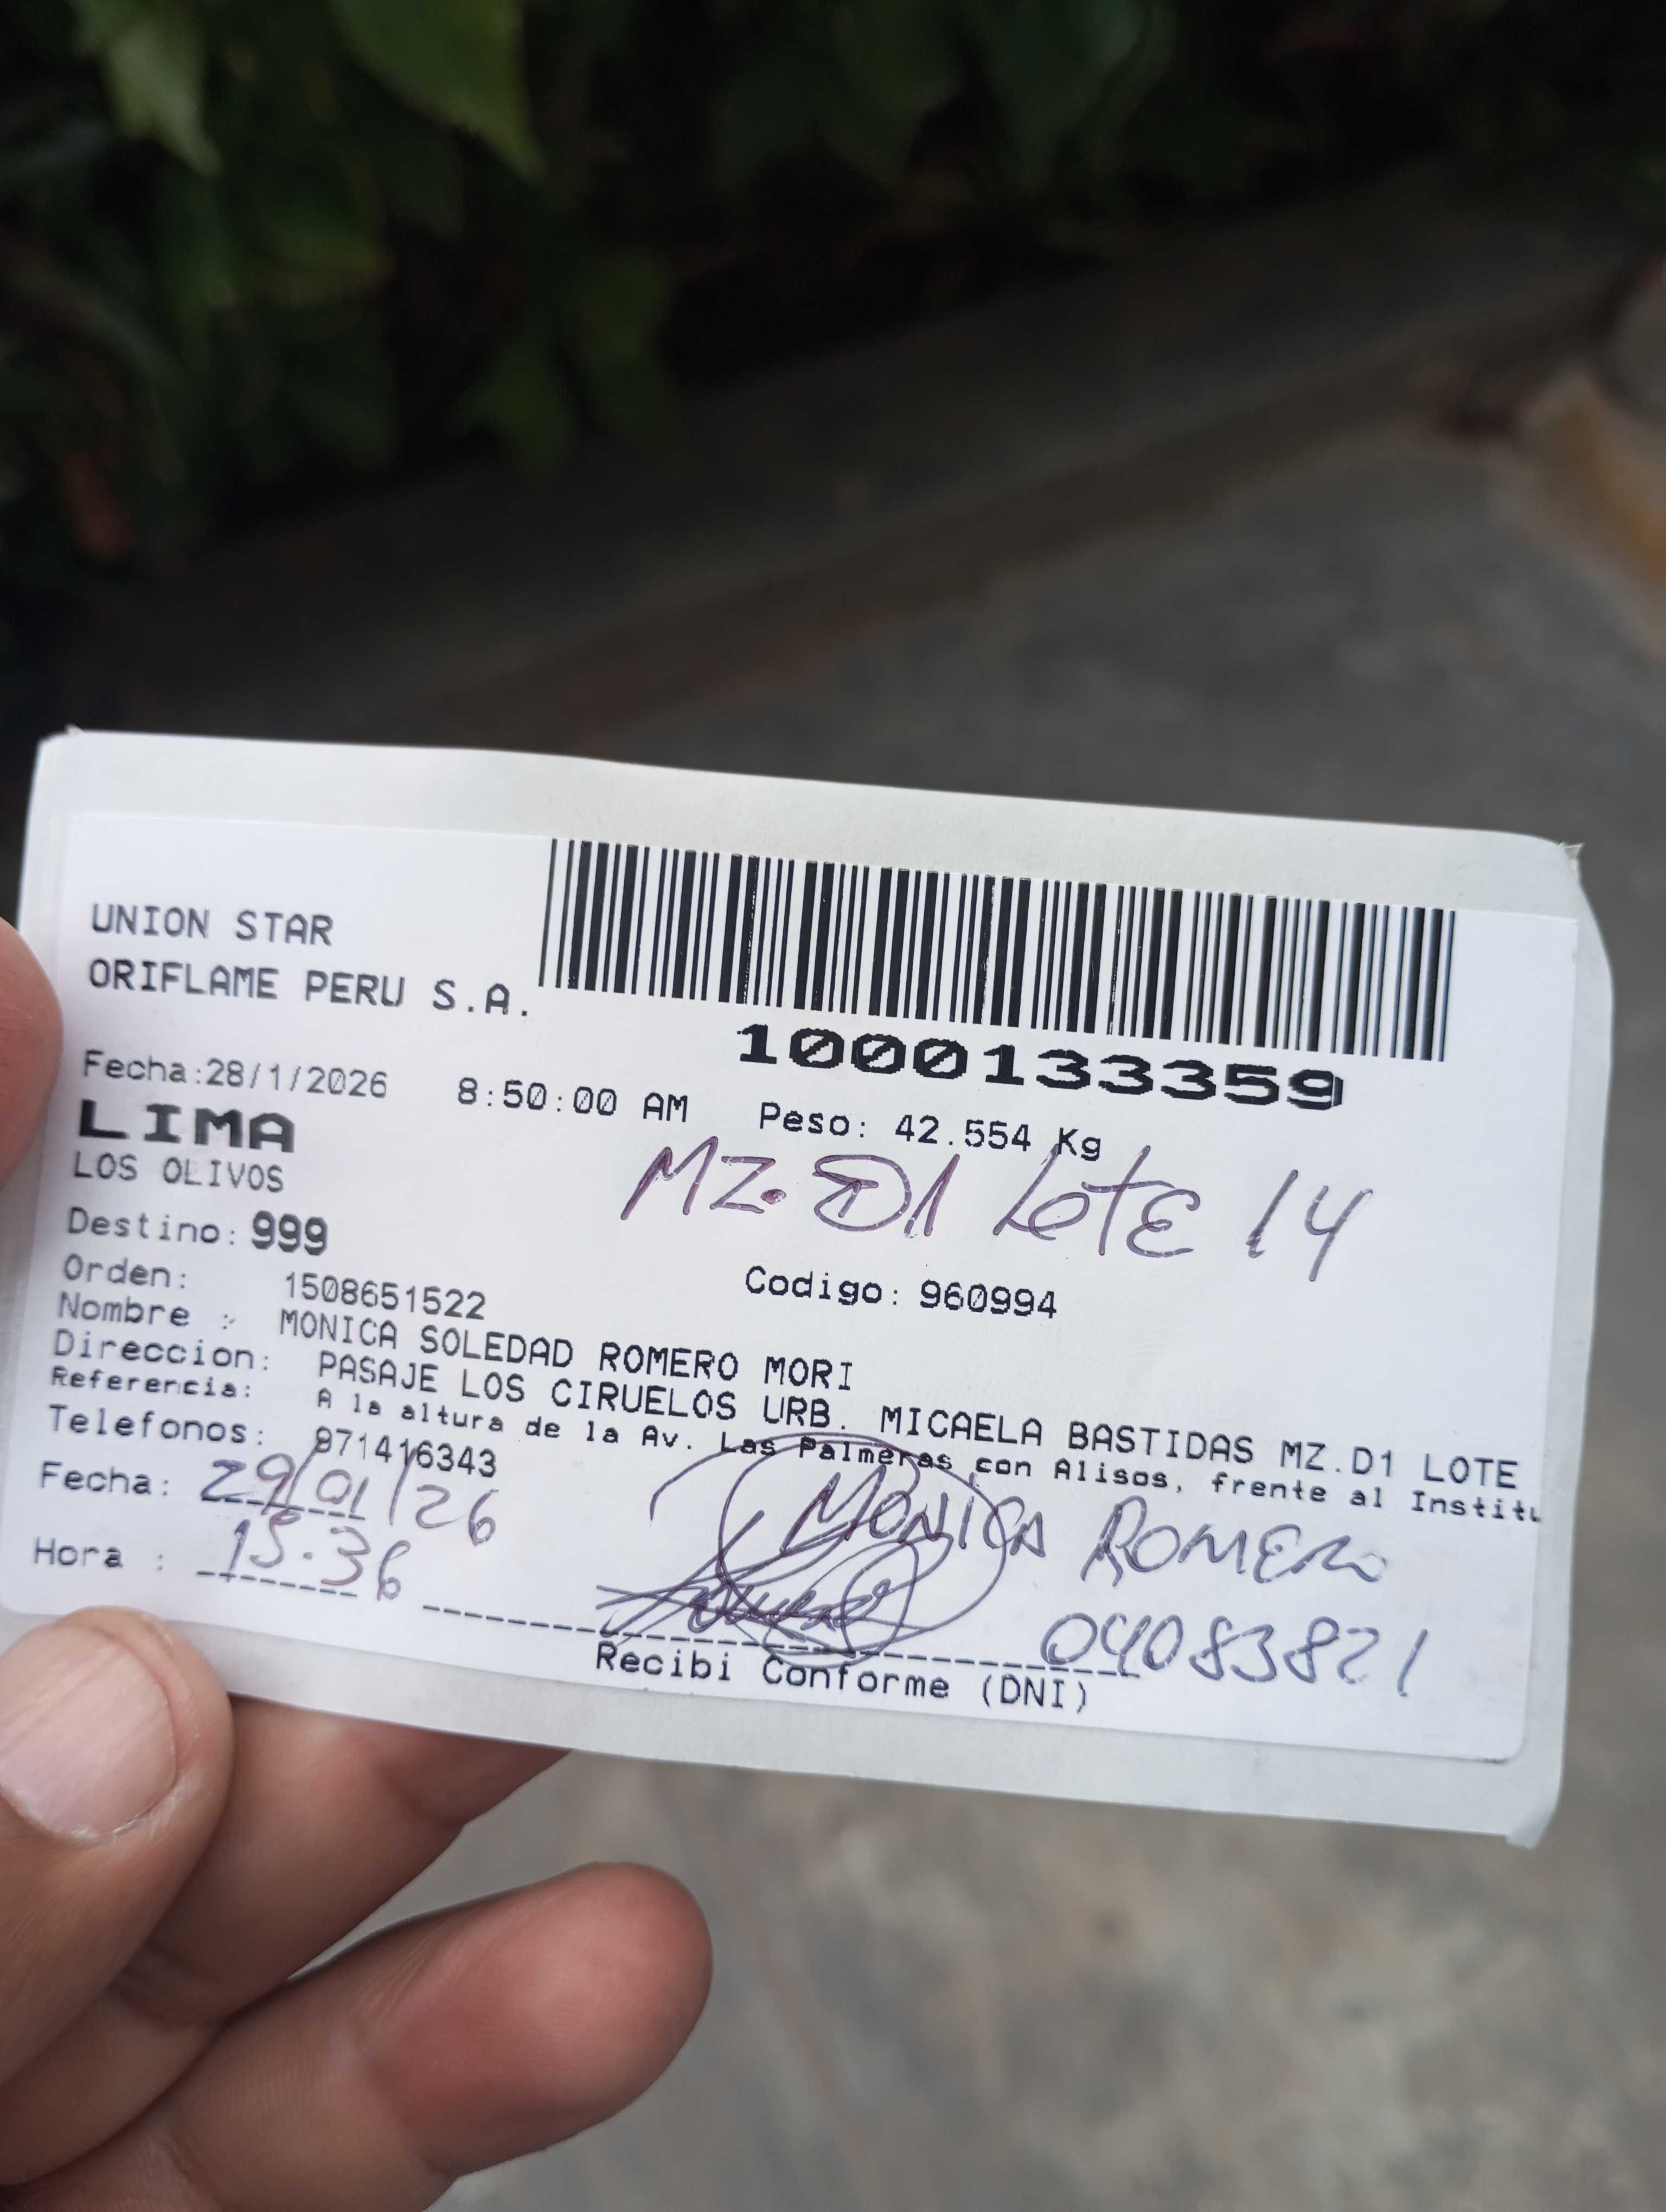 UNION STAR
ORIFLAME PERU S.A.
1000133359
Fecha:28/1/2026 8:50:00 AM Peso: 42.554 Kg
LIMA
LOS OLIVOS
MZ. D1 LOTE 14
Destino: 999
Orden: 1508651522 Codigo: 960994
Nombre : MONICA SOLEDAD ROMERO MORI
Direccion: PASAJE LOS CIRUELOS URB. MICAELA BASTIDAS MZ.D1 LOTE
Referencia: A la altura de la Av. Las Palmeras con Alisos, frente al Institu
Telefonos: 971416343
Fecha: 29/01/26
MONICA ROMERO
Hora : 15.36
04083821
Recibi Conforme (DNI)